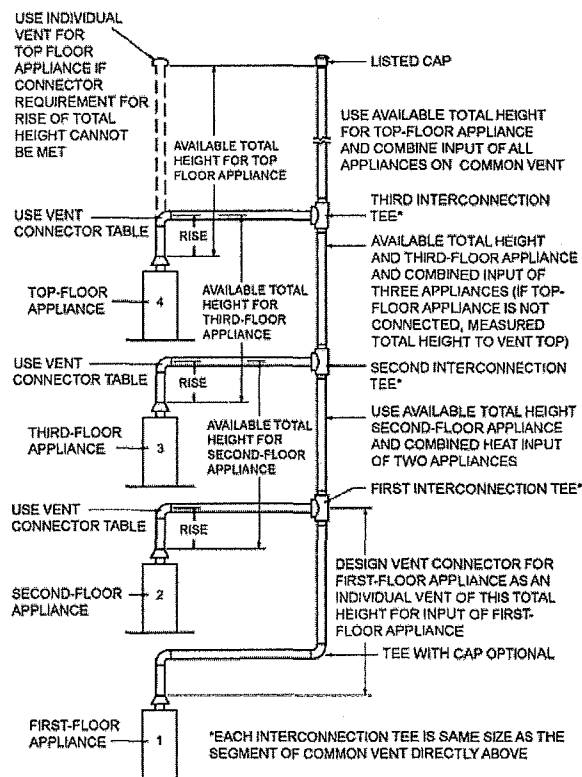 USE INDIVIDUAL
VENT FOR
TOP FLOOR
APPLIANCE IF
CONNECTOR
REQUIREMENT FOR
RISE OF TOTAL
HEIGHT CANNOT
BE MET
LISTED CAP
AVAILABLE TOTAL
HEIGHT FOR TOP
FLOOR APPLIANCE
USE AVAILABLE TOTAL HEIGHT
FOR TOP-FLOOR APPLIANCE
AND COMBINE INPUT OF ALL
APPLIANCES ON COMMON VENT
USE VENT
CONNECTOR TABLE
RISE
THIRD INTERCONNECTION
TEE*
TOP-FLOOR
APPLIANCE
4
AVAILABLE TOTAL
HEIGHT FOR
THIRD-FLOOR
APPLIANCE
AVAILABLE TOTAL HEIGHT
AND THIRD-FLOOR APPLIANCE
AND COMBINED INPUT OF
THREE APPLIANCES (IF TOP-
FLOOR APPLIANCE IS NOT
CONNECTED, MEASURED
TOTAL HEIGHT TO VENT TOP)
USE VENT
CONNECTOR TABLE
RISE
SECOND INTERCONNECTION
TEE*
THIRD-FLOOR
APPLIANCE
3
AVAILABLE TOTAL
HEIGHT FOR
SECOND-FLOOR
APPLIANCE
USE AVAILABLE TOTAL HEIGHT
SECOND-FLOOR APPLIANCE
AND COMBINED HEAT INPUT
OF TWO APPLIANCES
USE VENT
CONNECTOR TABLE
RISE
FIRST INTERCONNECTION TEE*
SECOND-FLOOR
APPLIANCE
2
DESIGN VENT CONNECTOR FOR
FIRST-FLOOR APPLIANCE AS AN
INDIVIDUAL VENT OF THIS TOTAL
HEIGHT FOR INPUT OF FIRST-
FLOOR APPLIANCE
TEE WITH CAP OPTIONAL
FIRST-FLOOR
APPLIANCE
1
*EACH INTERCONNECTION TEE IS SAME SIZE AS THE
SEGMENT OF COMMON VENT DIRECTLY ABOVE